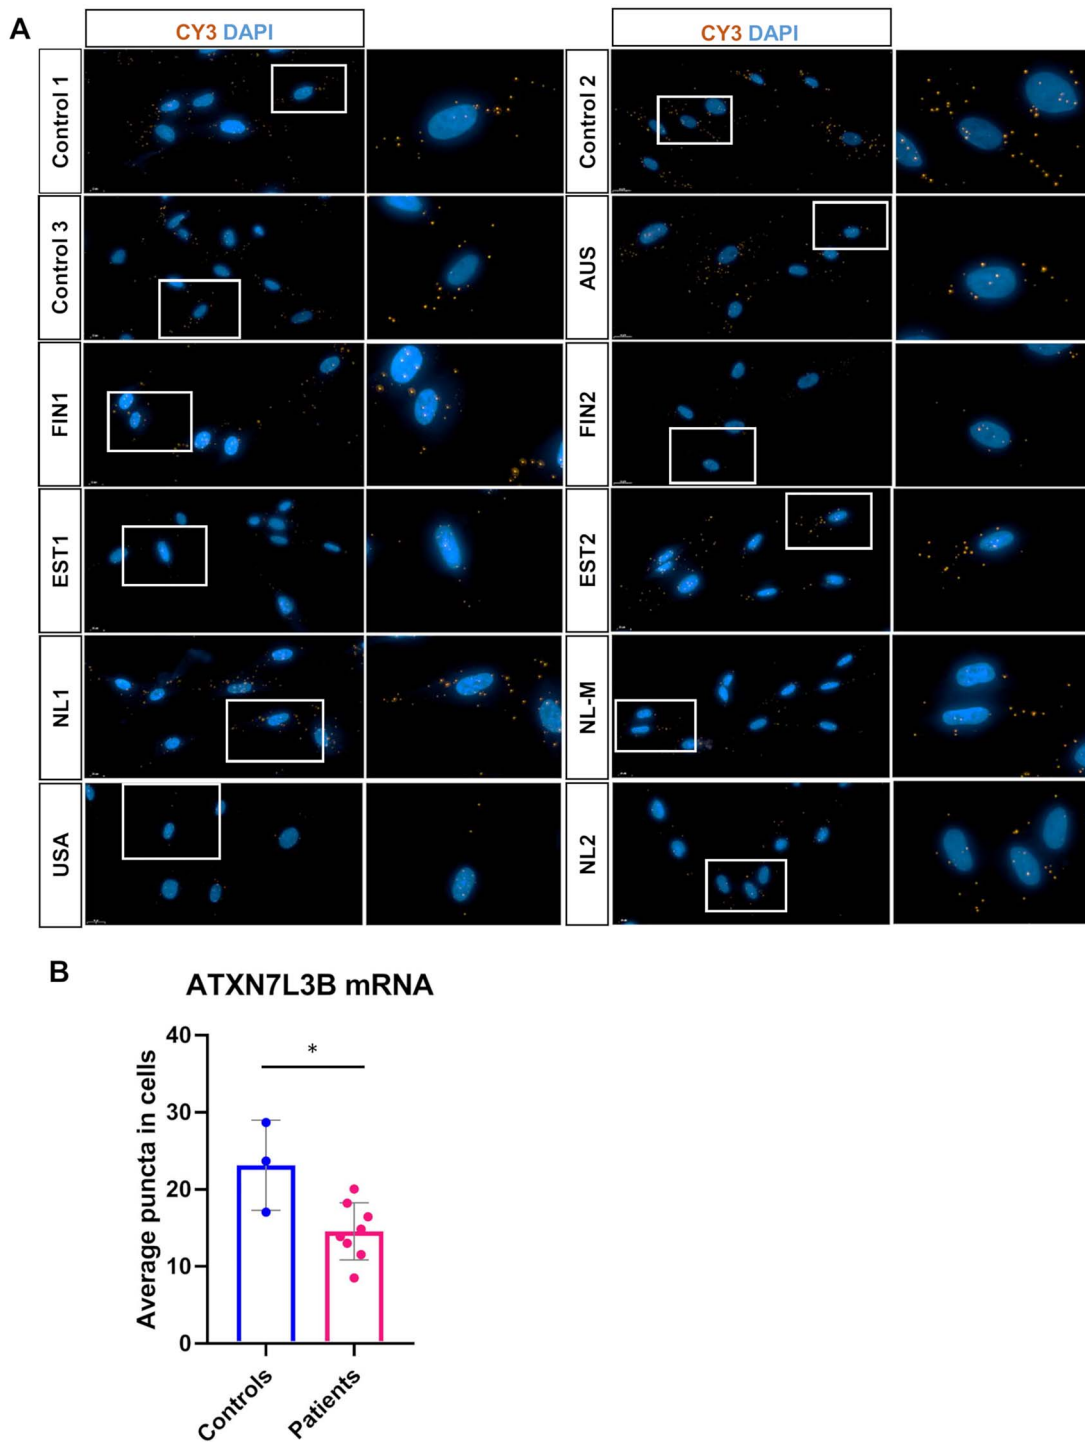 A
CY3 DAPI
CY3 DAPI
Control 1
Control 2
Control 3
AUS
FIN1
FIN2
EST1
EST2
NL1
NL-M
USA
NL2
B
ATXN7L3B mRNA
*
Average puncta in cells
40
30
20
10
0
Controls
Patients